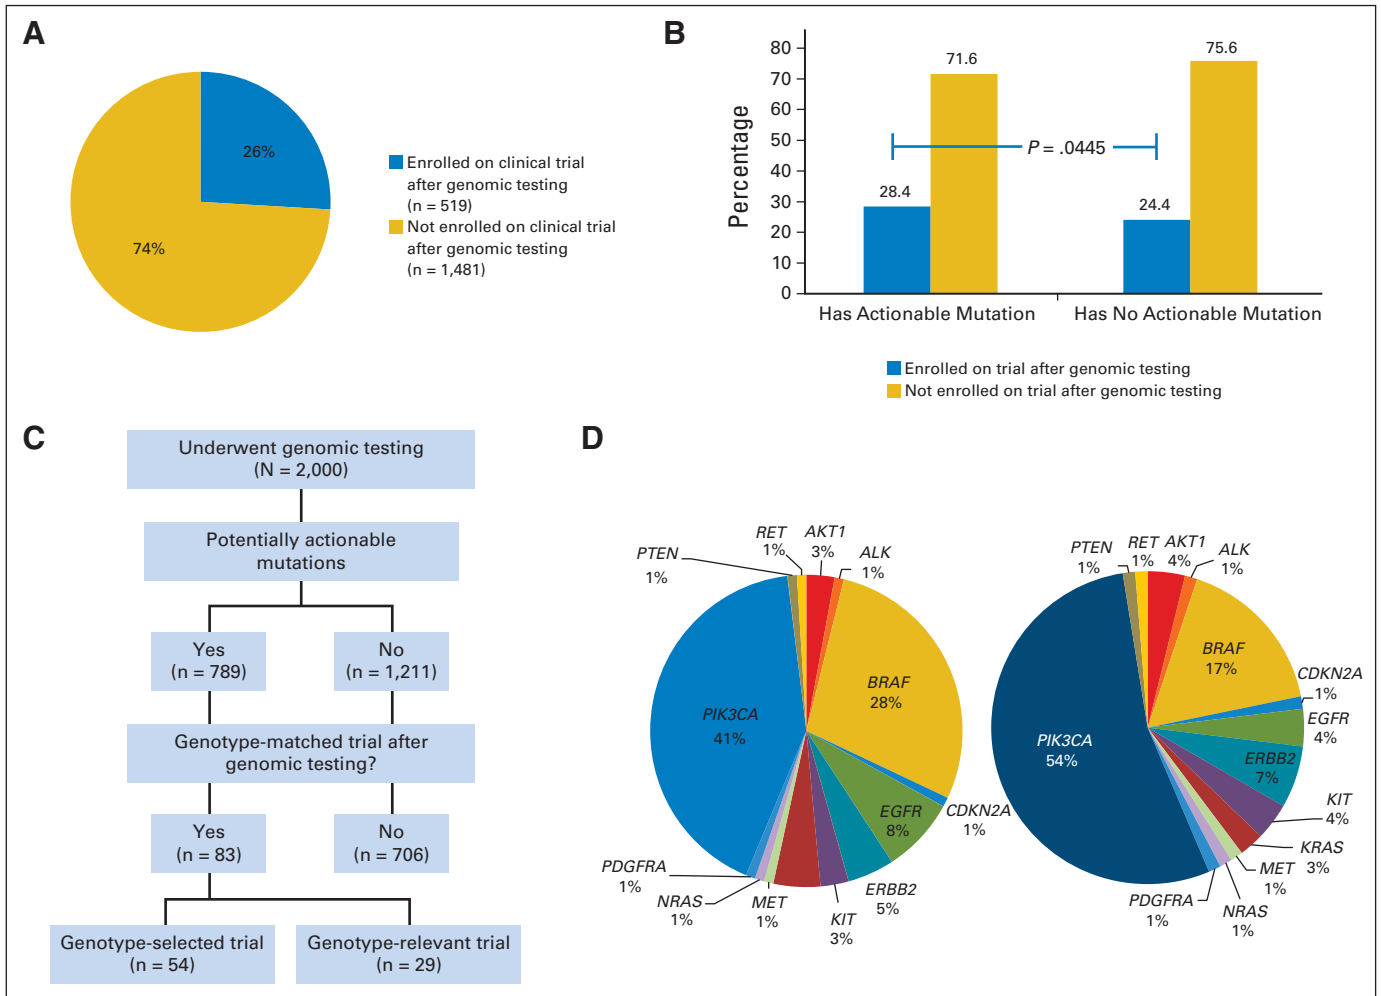 A
26%
74%
Enrolled on clinical trial
after genomic testing
(n = 519)
Not enrolled on clinical trial
after genomic testing
(n = 1,481)
B
Percentage
80
70
60
50
40
30
20
10
0
71.6
75.6
P = .0445
28.4
24.4
Has Actionable Mutation
Has No Actionable Mutation
Enrolled on trial after genomic testing
Not enrolled on trial after genomic testing
C
Underwent genomic testing
(N = 2,000)
Potentially actionable
mutations
Yes
(n = 789)
No
(n = 1,211)
Genotype-matched trial after
genomic testing?
Yes
(n = 83)
No
(n = 706)
Genotype-selected trial
(n = 54)
Genotype-relevant trial
(n = 29)
D
PTEN
1%
RET
1%
AKT1
3%
ALK
1%
BRAF
28%
CDKN2A
1%
EGFR
8%
ERBB2
5%
KIT
3%
MET
1%
NRAS
1%
PDGFRA
1%
PIK3CA
41%
PTEN
1%
RET
1%
AKT1
4%
ALK
1%
BRAF
17%
CDKN2A
1%
EGFR
4%
ERBB2
7%
KIT
4%
KRAS
3%
MET
1%
NRAS
1%
PDGFRA
1%
PIK3CA
54%